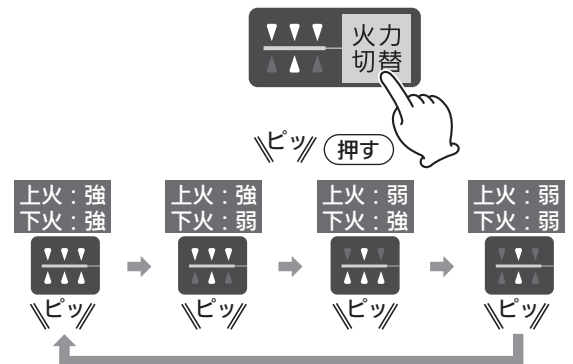 火力
切替
ピッ 押す
上火：強
下火：強
上火：強
下火：弱
上火：弱
下火：強
上火：弱
下火：弱
ピッ
ピッ
ピッ
ピッ